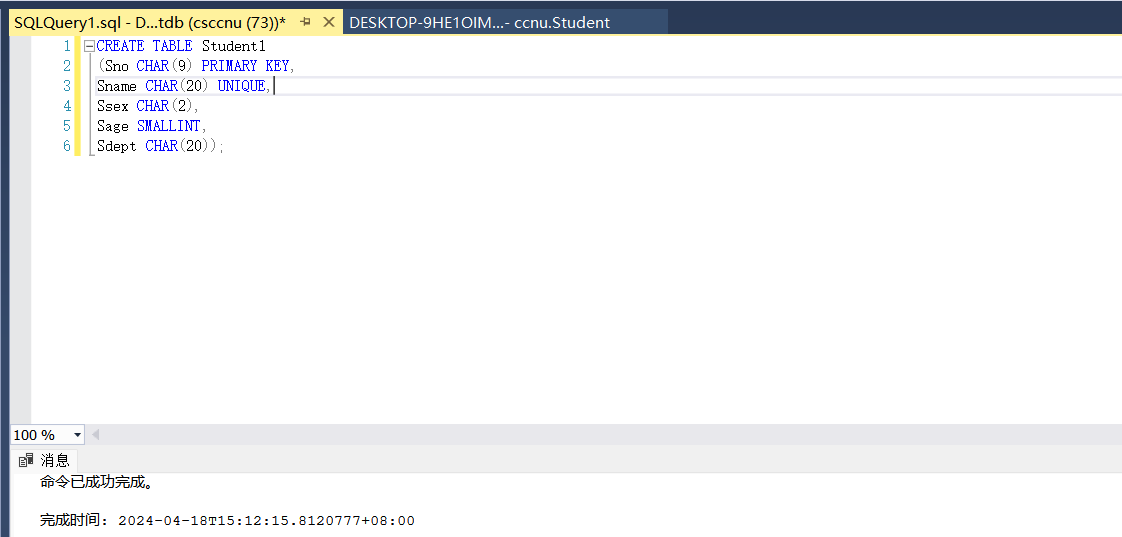 SQLQuery1.sql - D...tdb (csccnu (73))* DESKTOP-9HE1OIM...- ccnu.Student
1 CREATE TABLE Student1
2 (Sno CHAR(9) PRIMARY KEY,
3 Sname CHAR(20) UNIQUE,
4 Ssex CHAR(2),
5 Sage SMALLINT,
6 Sdept CHAR(20));
100 %
消息
命令已成功完成。
完成时间: 2024-04-18T15:12:15.8120777+08:00